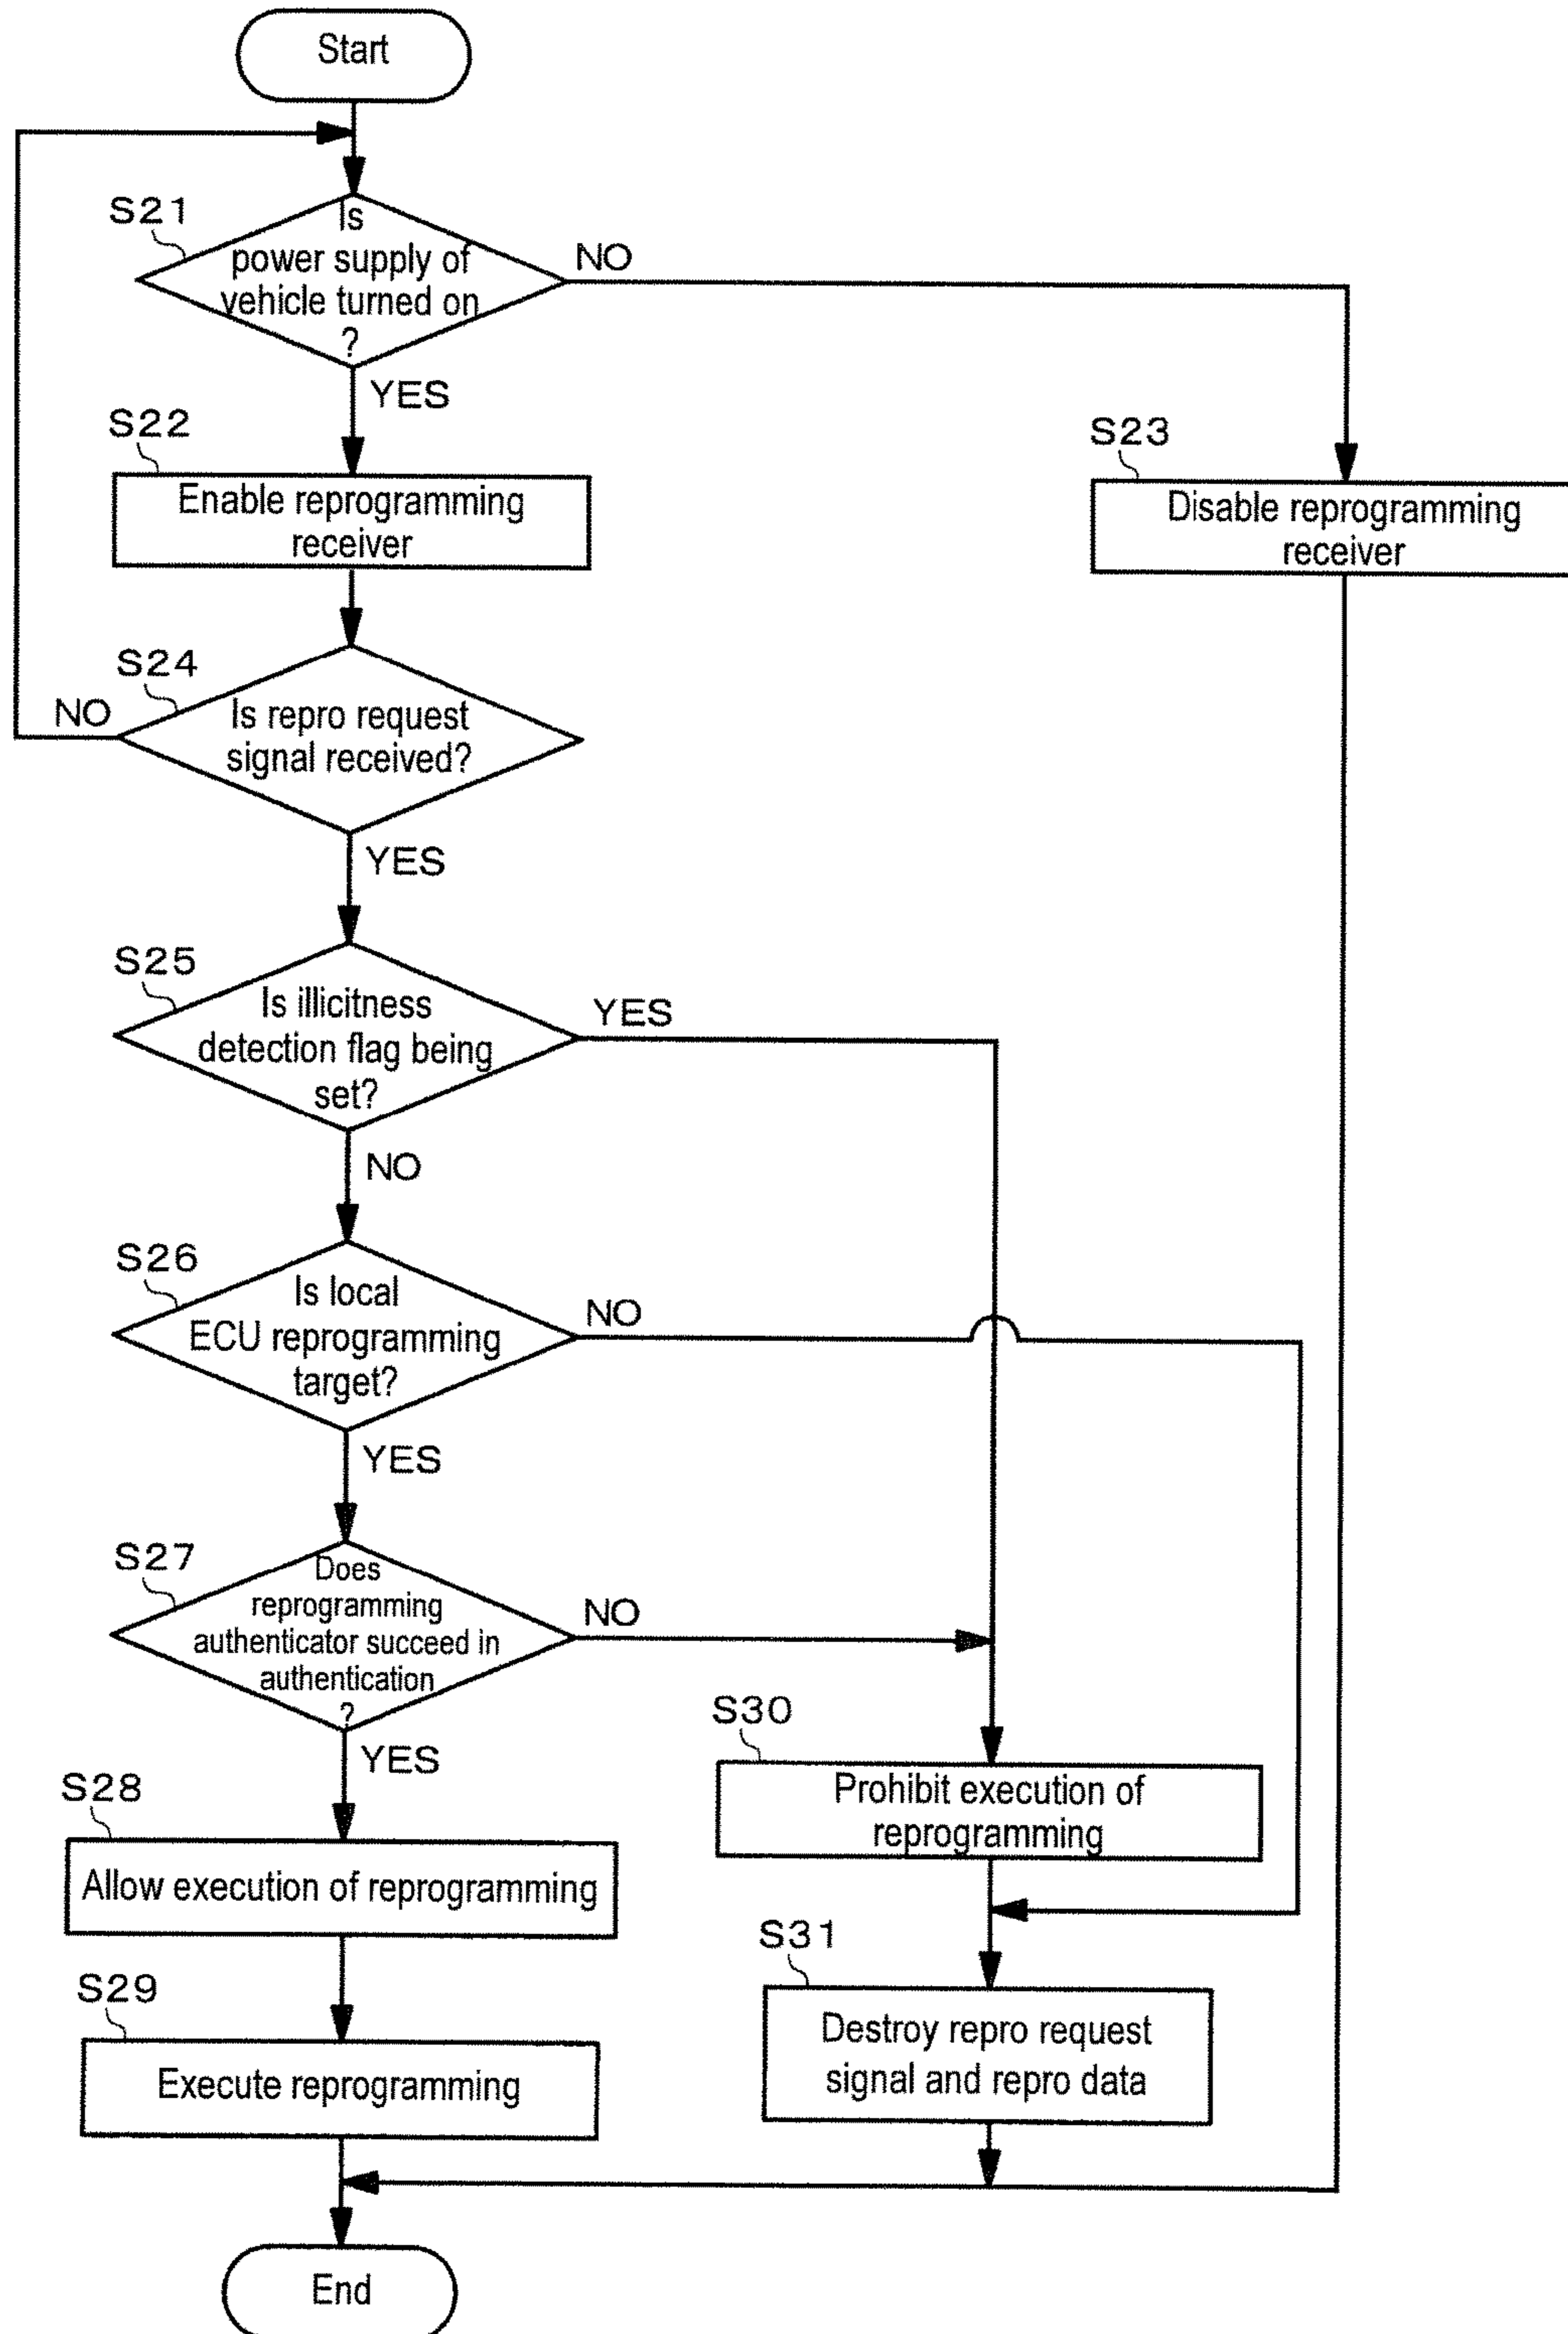 Start
S21
Is
power supply of
vehicle turned on
?
NO
YES
S22
Enable reprogramming
receiver
S23
Disable reprogramming
receiver
S24
Is repro request
signal received?
NO
YES
S25
Is illicitness
detection flag being
set?
YES
NO
S26
Is local
ECU reprogramming
target?
NO
YES
S27
Does
reprogramming
authenticator succeed in
authentication
?
NO
YES
S28
Allow execution of reprogramming
S30
Prohibit execution of
reprogramming
S29
Execute reprogramming
S31
Destroy repro request
signal and repro data
End